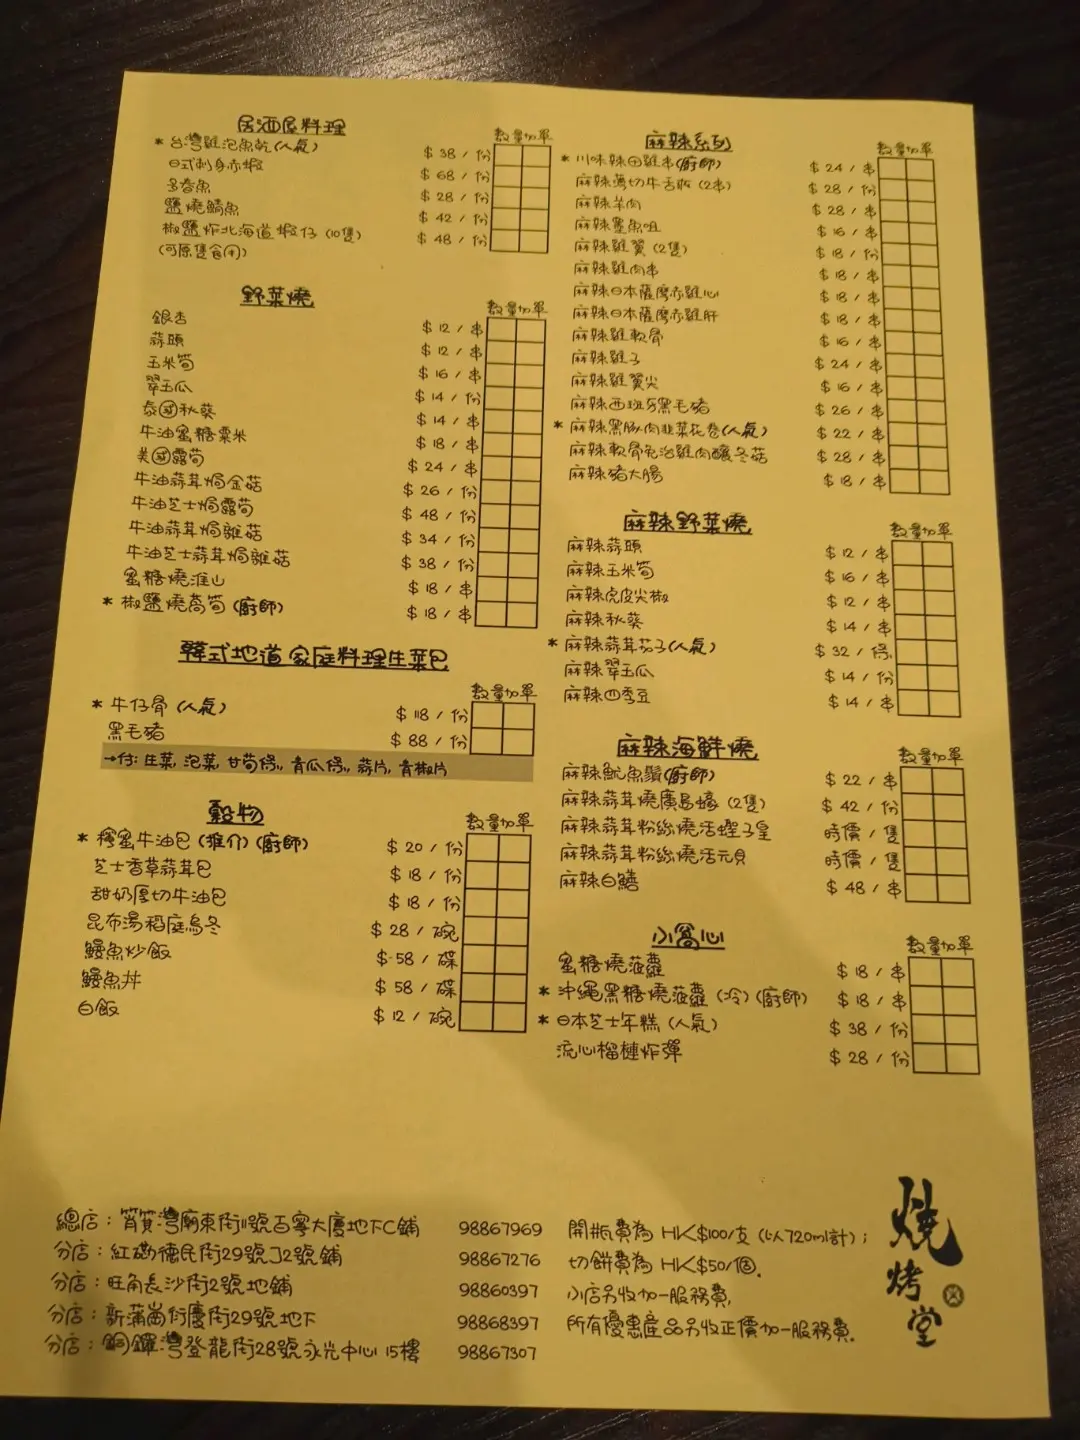 居酒屋料理
數量 加單
* 台灣雞泡魚乾(人氣) $38/份
日式刺身赤蝦 $68/份
多春魚 $28/份
鹽燒鯖魚 $42/份
椒鹽炸北海道蝦仔 (10隻) $48/份
(可原隻食用)
野菜燒
數量 加單
銀杏 $12/串
蒜頭 $12/串
玉米筍 $16/串
翠玉瓜 $14/份
泰國秋葵 $14/串
牛油蜜糖粟米 $18/串
美國露筍 $24/串
牛油蒜茸焗金菇 $26/份
牛油芝士焗露筍 $48/份
牛油蒜茸焗雜菇 $34/份
牛油芝士蒜茸焗雜菇 $38/份
蜜糖燒淮山 $18/串
* 椒鹽燒萵筍 (廚師) $18/串
韓式地道家庭料理生菜包
數量 加單
* 牛仔骨 (人氣) $118/份
黑毛豬 $88/份
→付: 生菜, 泡菜, 甘筍條, 青瓜條, 蒜片, 青椒片
穀物
數量 加單
* 蜂蜜牛油包 (推介) (廚師) $20/份
芝士香草蒜茸包 $18/份
甜奶厚切牛油包 $18/份
昆布湯稻庭烏冬 $28/碗
鰻魚炒飯 $58/碟
鰻魚丼 $58/碟
白飯 $12/碗
麻辣系列
數量 加單
* 川味辣田雞串(廚師) $24/串
麻辣薄切牛舌 (2串) $28/份
麻辣羊肉 $28/串
麻辣墨魚咀 $16/串
麻辣雞翼 (2隻) $18/份
麻辣雞肉串 $18/串
麻辣日本薩摩赤雞心 $18/串
麻辣日本薩摩赤雞肝 $18/串
麻辣雞軟骨 $16/串
麻辣雞子 $24/串
麻辣雞翼尖 $16/串
麻辣西班牙黑毛豬 $26/串
* 麻辣黑豚肉韭菜花卷(人氣) $22/串
麻辣軟骨免治雞肉釀冬菇 $28/串
麻辣豬大腸 $18/串
麻辣野菜燒
數量 加單
麻辣蒜頭 $12/串
麻辣玉米筍 $16/串
麻辣虎皮尖椒 $12/串
麻辣秋葵 $14/串
* 麻辣蒜茸茄子(人氣) $32/條
麻辣翠玉瓜 $14/份
麻辣四季豆 $14/串
麻辣海鮮燒
數量 加單
麻辣魷魚鬚(廚師) $22/串
麻辣蒜茸燒廣島蠔 (2隻) $42/份
麻辣蒜茸粉絲燒活蟶子皇 時價/隻
麻辣蒜茸粉絲燒活元貝 時價/隻
麻辣白鱔 $48/串
小窩心
數量 加單
蜜糖燒菠蘿 $18/串
* 沖繩黑糖燒菠蘿 (冷) (廚師) $18/串
* 日本芝士年糕 (人氣) $38/份
流心榴槤炸彈 $28/份
總店：筲箕灣廟東街11號百寧大廈地下C鋪 98867969
分店：紅磡德民街29號J2號鋪 98867276
分店：旺角長沙街2號地鋪 98860397
分店：新蒲崗衍慶街29號地下 98868397
分店：銅鑼灣登龍街28號永光中心15樓 98867307
開瓶費為 HK$100/支 (以720ml計)；
切餅費為 HK$50/個.
小店另收加一服務費,
所有優惠產品另收正價加一服務費.
燒烤堂